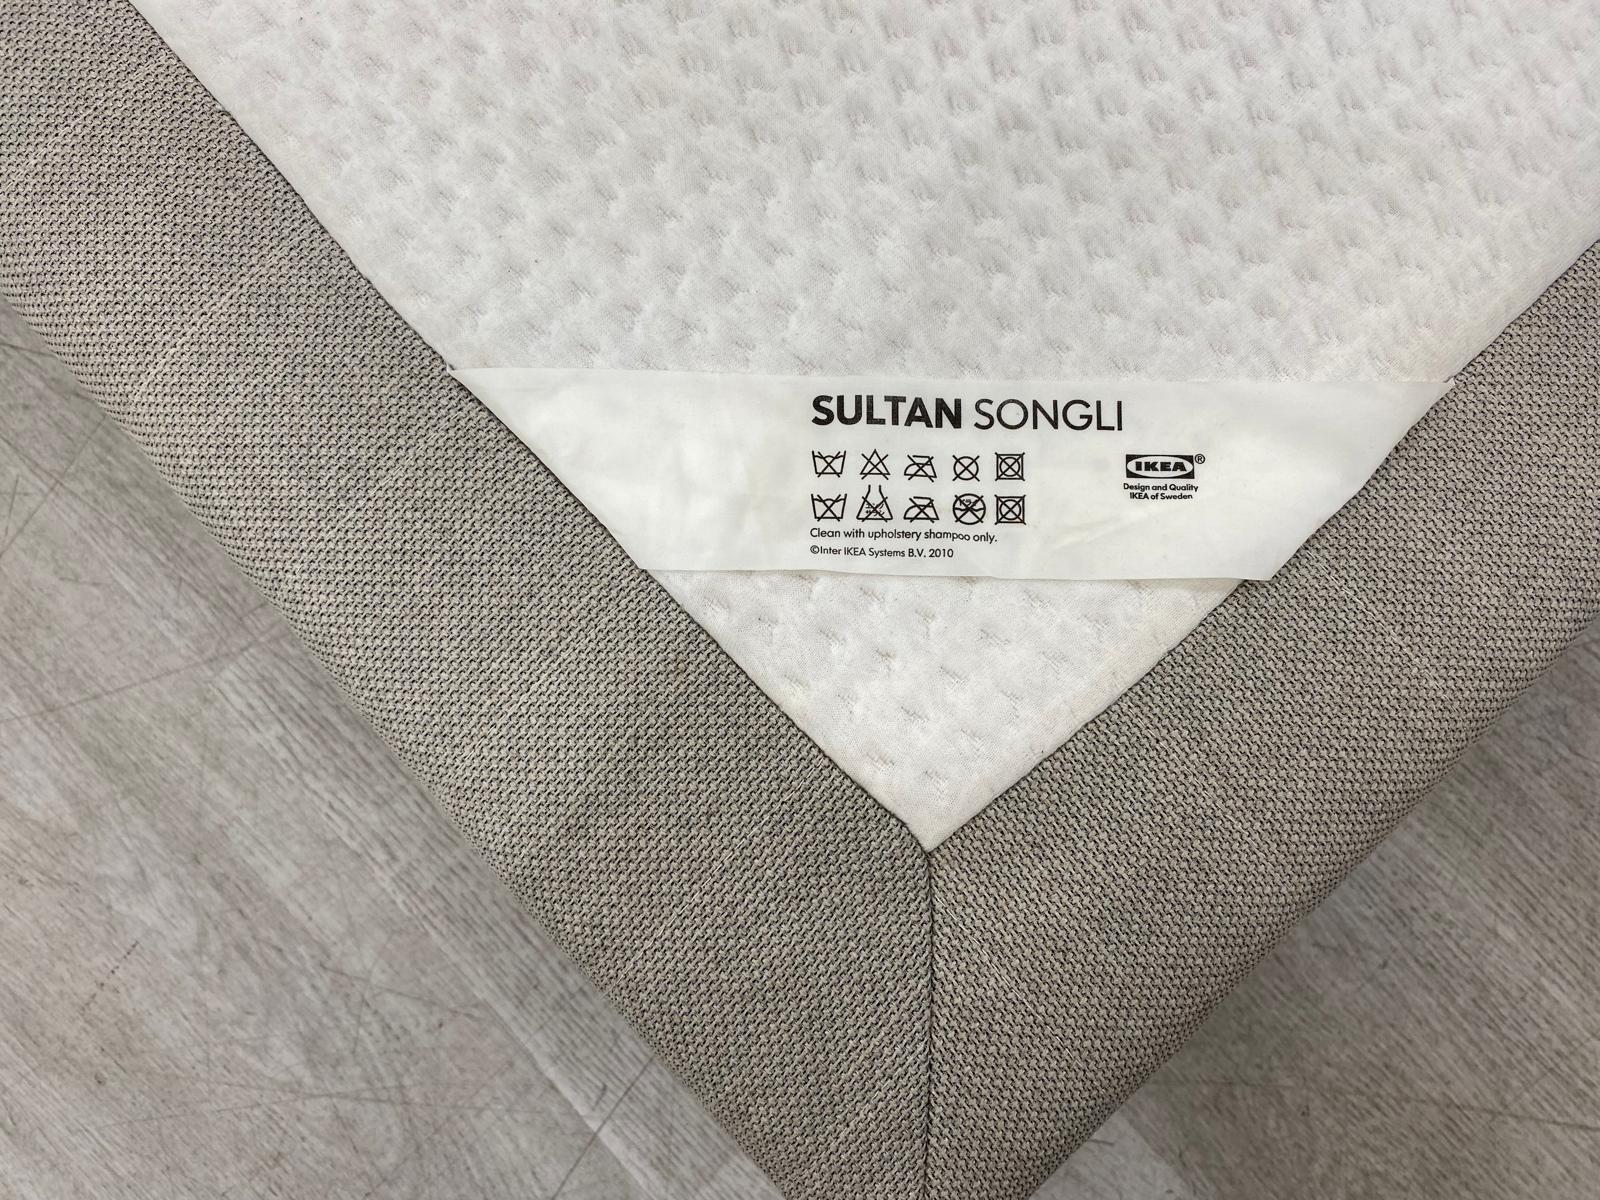 SULTAN SONGLI
IKEA®
Design and Quality
IKEA of Sweden
Clean with upholstery shampoo only.
©Inter IKEA Systems B.V. 2010